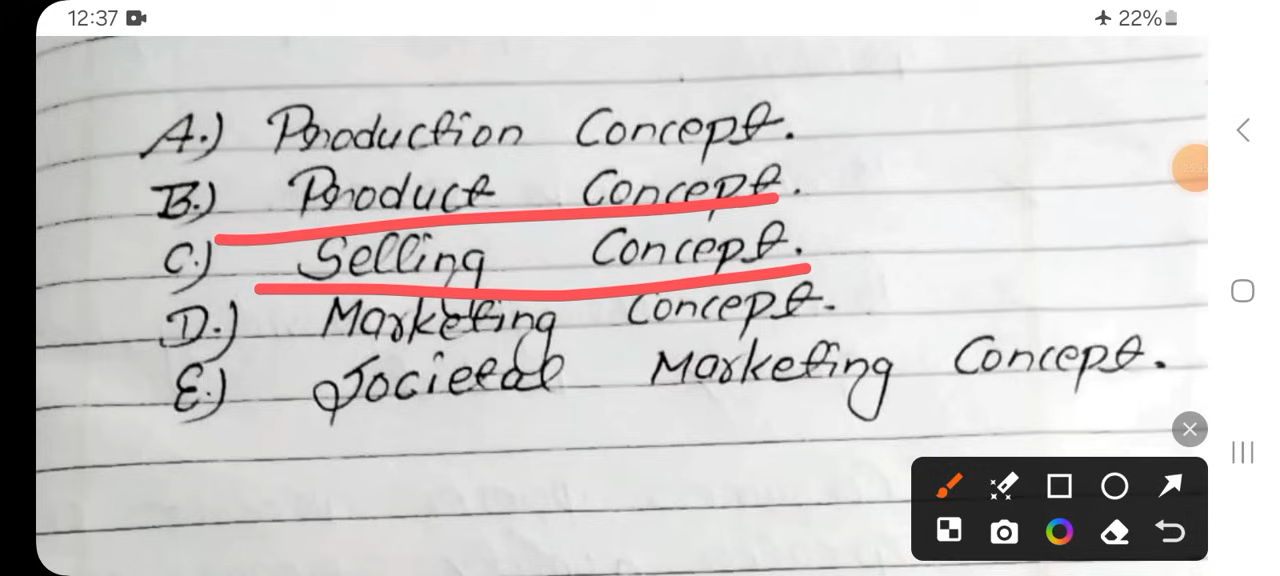 12:37
22%
A.) Production Concept.
B.) Product Concept.
C.) Selling Concept.
D.) Marketing Concept.
E.) Societal Marketing Concept.